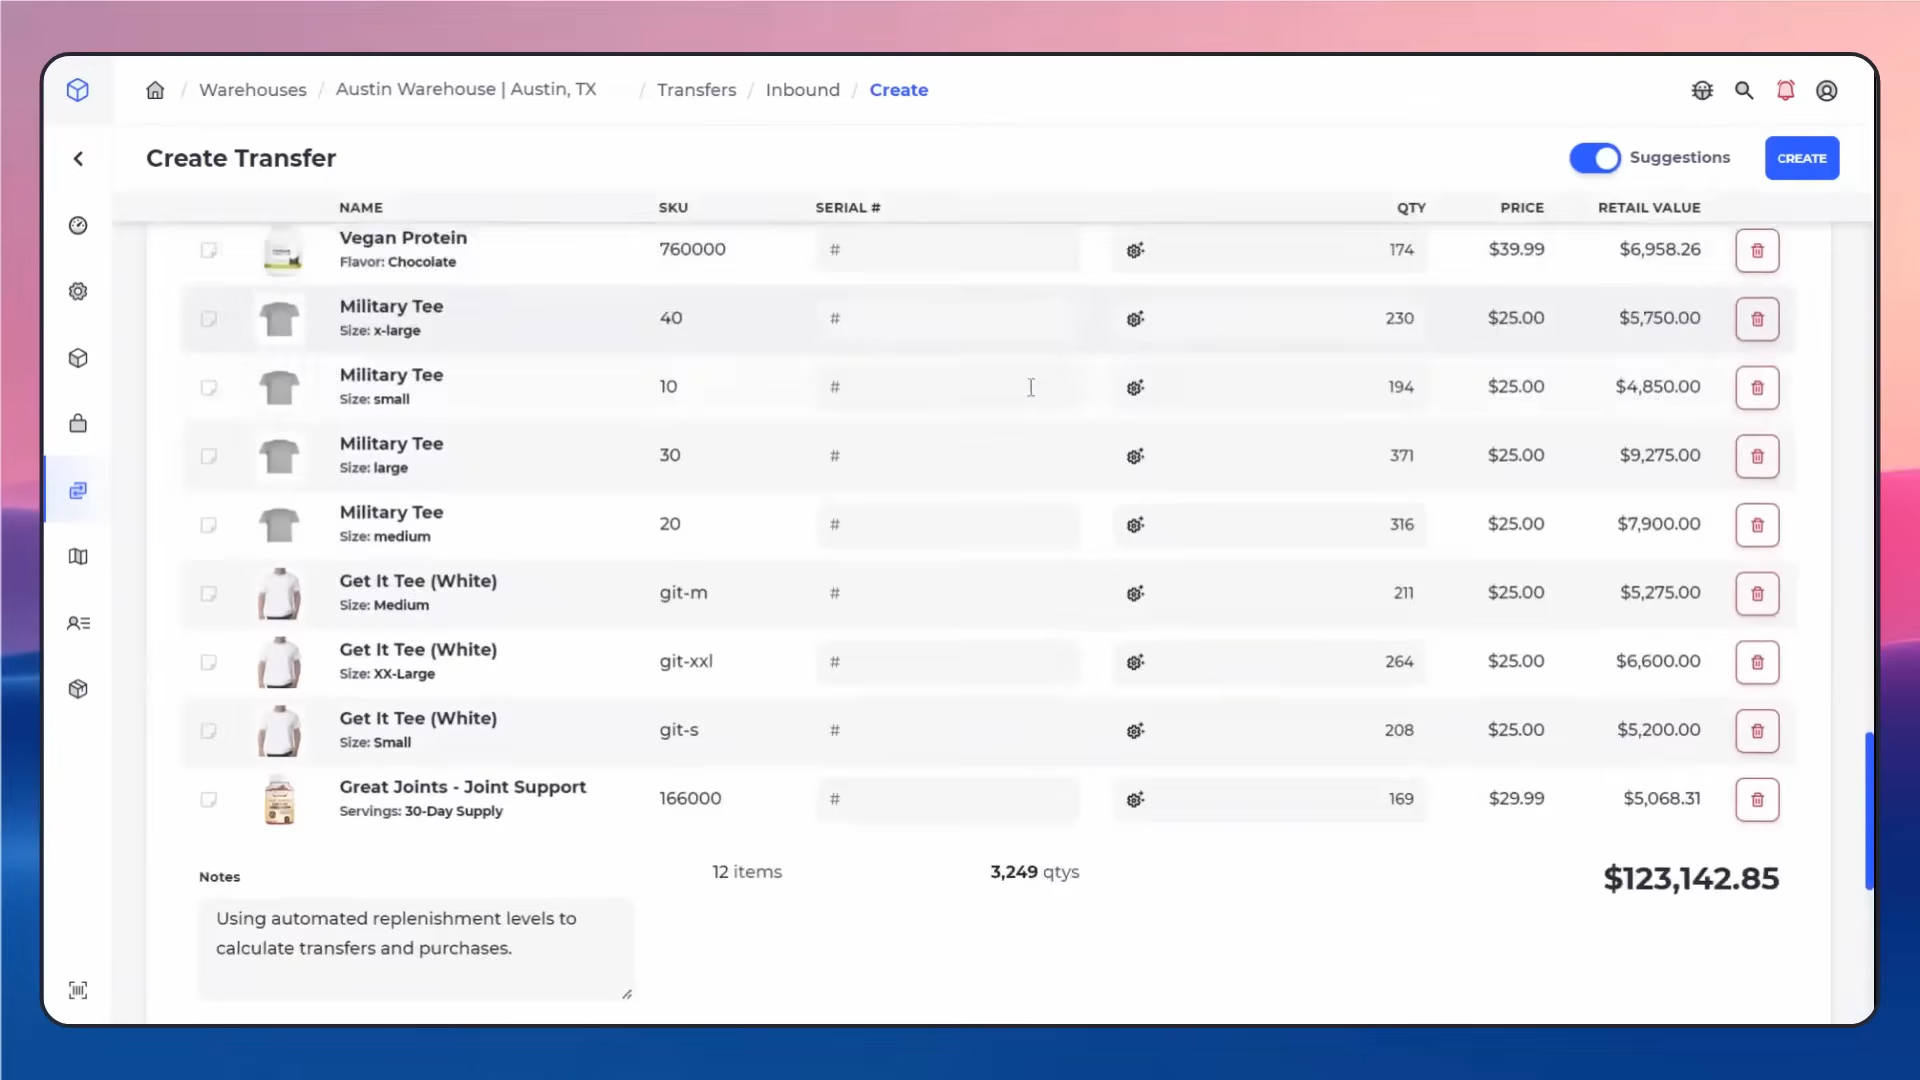 / Warehouses / Austin Warehouse | Austin, TX / Transfers / Inbound / Create
Create Transfer
Suggestions
CREATE
NAME SKU SERIAL # QTY PRICE RETAIL VALUE
Vegan Protein
Flavor: Chocolate
760000 # 174 $39.99 $6,958.26
Military Tee
Size: x-large
40 # 230 $25.00 $5,750.00
Military Tee
Size: small
10 # 194 $25.00 $4,850.00
Military Tee
Size: large
30 # 371 $25.00 $9,275.00
Military Tee
Size: medium
20 # 316 $25.00 $7,900.00
Get It Tee (White)
Size: Medium
git-m # 211 $25.00 $5,275.00
Get It Tee (White)
Size: XX-Large
git-xxl # 264 $25.00 $6,600.00
Get It Tee (White)
Size: Small
git-s # 208 $25.00 $5,200.00
Great Joints - Joint Support
Servings: 30-Day Supply
166000 # 169 $29.99 $5,068.31
Notes
12 items 3,249 qtys $123,142.85
Using automated replenishment levels to
calculate transfers and purchases.